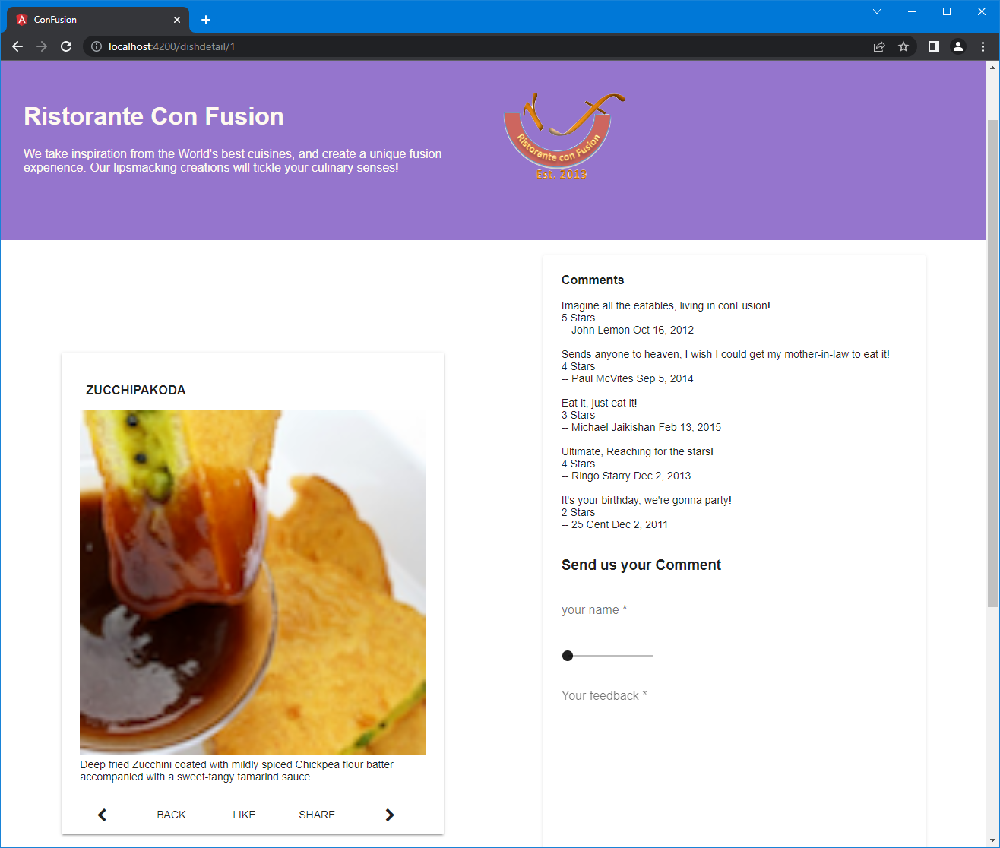 ConFusion
localhost:4200/dishdetail/1
Ristorante Con Fusion
We take inspiration from the World's best cuisines, and create a unique fusion
experience. Our lipsmacking creations will tickle your culinary senses!
Ristorante con Fusion
Est. 2013
ZUCCHIPAKODA
Deep fried Zucchini coated with mildly spiced Chickpea flour batter
accompanied with a sweet-tangy tamarind sauce
BACK LIKE SHARE
Comments
Imagine all the eatables, living in conFusion!
5 Stars
-- John Lemon Oct 16, 2012
Sends anyone to heaven, I wish I could get my mother-in-law to eat it!
4 Stars
-- Paul McVites Sep 5, 2014
Eat it, just eat it!
3 Stars
-- Michael Jaikishan Feb 13, 2015
Ultimate, Reaching for the stars!
4 Stars
-- Ringo Starry Dec 2, 2013
It's your birthday, we're gonna party!
2 Stars
-- 25 Cent Dec 2, 2011
Send us your Comment
your name *
Your feedback *